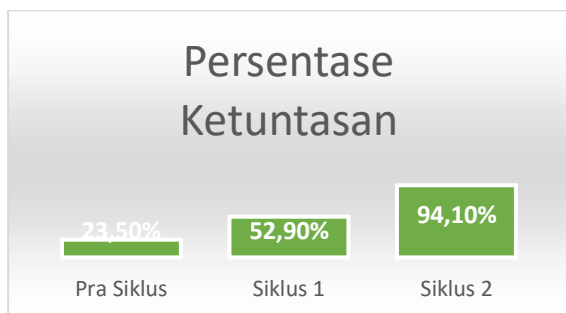 Persentase
Ketuntasan
23,50%
52,90%
94,10%
Pra Siklus
Siklus 1
Siklus 2